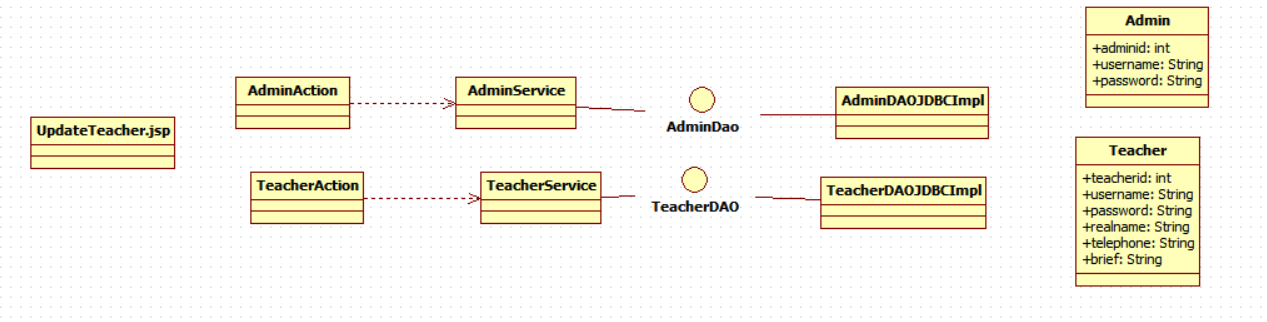 UpdateTeacher.jsp
AdminAction
AdminService
AdminDao
AdminDAOJDBCImpl
TeacherAction
TeacherService
TeacherDAO
TeacherDAOJDBCImpl
Admin
+adminid: int
+username: String
+password: String
Teacher
+teacherid: int
+username: String
+password: String
+realname: String
+telephone: String
+brief: String